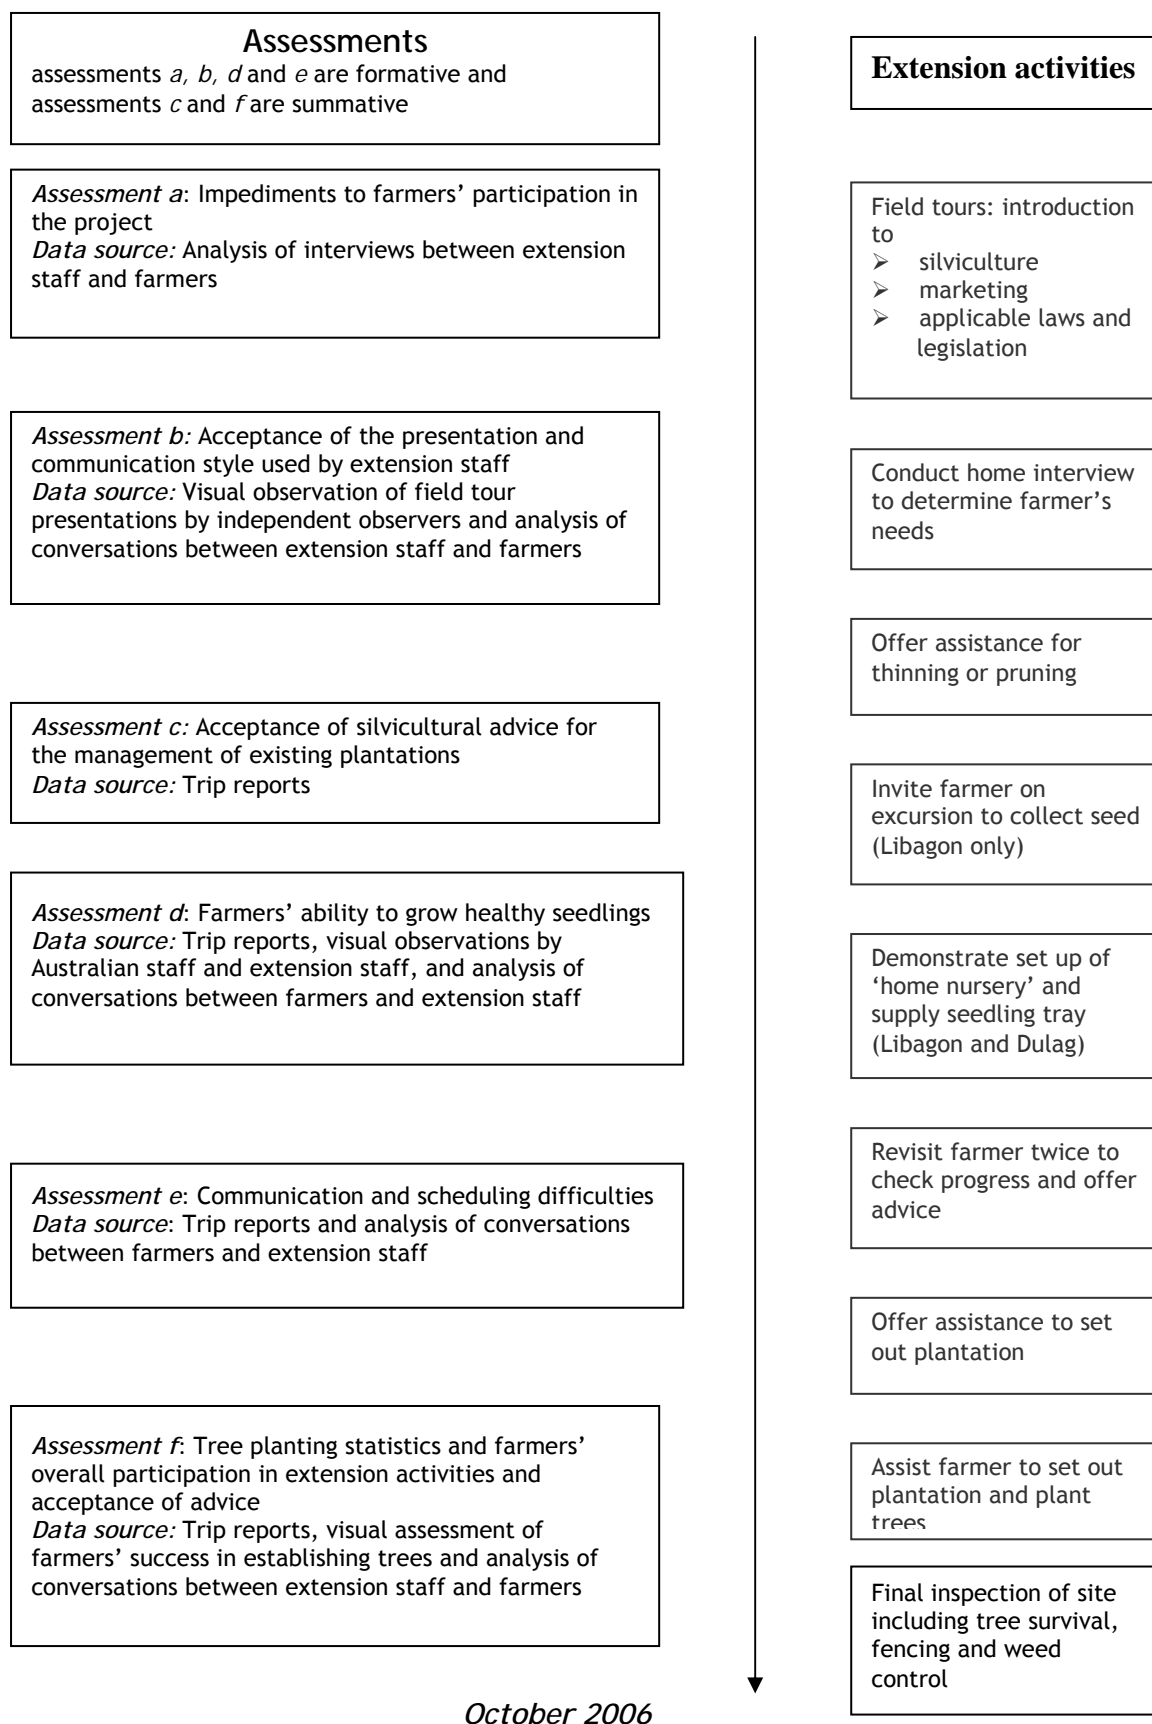 Assessments
assessments a, b, d and e are formative and
assessments c and f are summative
Assessment a: Impediments to farmers’ participation in
the project
Data source: Analysis of interviews between extension
staff and farmers
Assessment b: Acceptance of the presentation and
communication style used by extension staff
Data source: Visual observation of field tour
presentations by independent observers and analysis of
conversations between extension staff and farmers
Assessment c: Acceptance of silvicultural advice for
the management of existing plantations
Data source: Trip reports
Assessment d: Farmers’ ability to grow healthy seedlings
Data source: Trip reports, visual observations by
Australian staff and extension staff, and analysis of
conversations between farmers and extension staff
Assessment e: Communication and scheduling difficulties
Data source: Trip reports and analysis of conversations
between farmers and extension staff
Assessment f: Tree planting statistics and farmers’
overall participation in extension activities and
acceptance of advice
Data source: Trip reports, visual assessment of
farmers’ success in establishing trees and analysis of
conversations between extension staff and farmers
October 2006
Extension activities
Field tours: introduction
to
➢ silviculture
➢ marketing
➢ applicable laws and
legislation
Conduct home interview
to determine farmer’s
needs
Offer assistance for
thinning or pruning
Invite farmer on
excursion to collect seed
(Libagon only)
Demonstrate set up of
‘home nursery’ and
supply seedling tray
(Libagon and Dulag)
Revisit farmer twice to
check progress and offer
advice
Offer assistance to set
out plantation
Assist farmer to set out
plantation and plant
trees
Final inspection of site
including tree survival,
fencing and weed
control